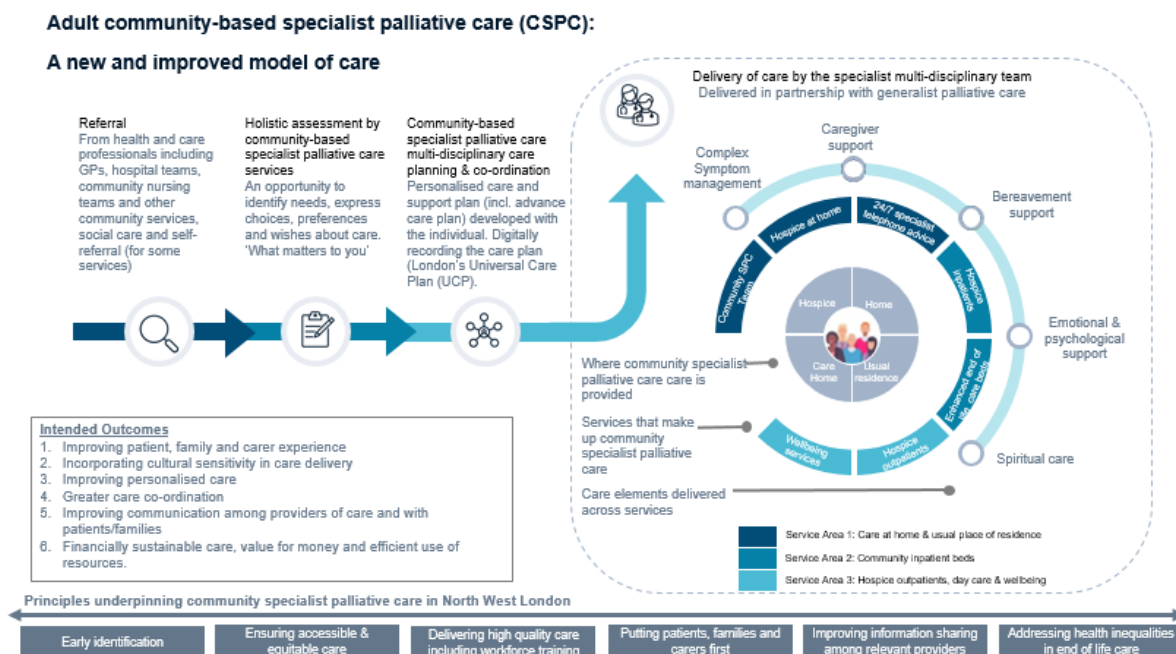 Adult community-based specialist palliative care (CSPC):
A new and improved model of care
Referral
From health and care
professionals including
GPs, hospital teams,
community nursing
teams and other
community services,
social care and self-
referral (for some
services)
Holistic assessment by
community-based
specialist palliative care
services
An opportunity to
identify needs, express
choices, preferences
and wishes about care.
'What matters to you'
Community-based
specialist palliative care
multi-disciplinary care
planning & co-ordination
Personalised care and
support plan (incl. advance
care plan) developed with
the individual. Digitally
recording the care plan
(London's Universal Care
Plan (UCP).
Delivery of care by the specialist multi-disciplinary team
Delivered in partnership with generalist palliative care
Complex
Symptom
management
Caregiver
support
Bereavement
support
Emotional &
psychological
support
Spiritual care
Community SPC
Team
Hospice at home
24/7 specialist
telephone advice
Hospice
inpatients
Enhanced end of
life care beds
Hospice
outpatients
Wellbeing
services
Hospice
Home
Care
Home
Usual
residence
Where community specialist
palliative care care is
provided
Services that make
up community
specialist palliative
care
Care elements delivered
across services
Service Area 1: Care at home & usual place of residence
Service Area 2: Community inpatient beds
Service Area 3: Hospice outpatients, day care & wellbeing
Intended Outcomes
1. Improving patient, family and carer experience
2. Incorporating cultural sensitivity in care delivery
3. Improving personalised care
4. Greater care co-ordination
5. Improving communication among providers of care and with
patients/families
6. Financially sustainable care, value for money and efficient use of
resources.
Principles underpinning community specialist palliative care in North West London
Early identification
Ensuring accessible &
equitable care
Delivering high quality care
including workforce training
Putting patients, families and
carers first
Improving information sharing
among relevant providers
Addressing health inequalities
in end of life care